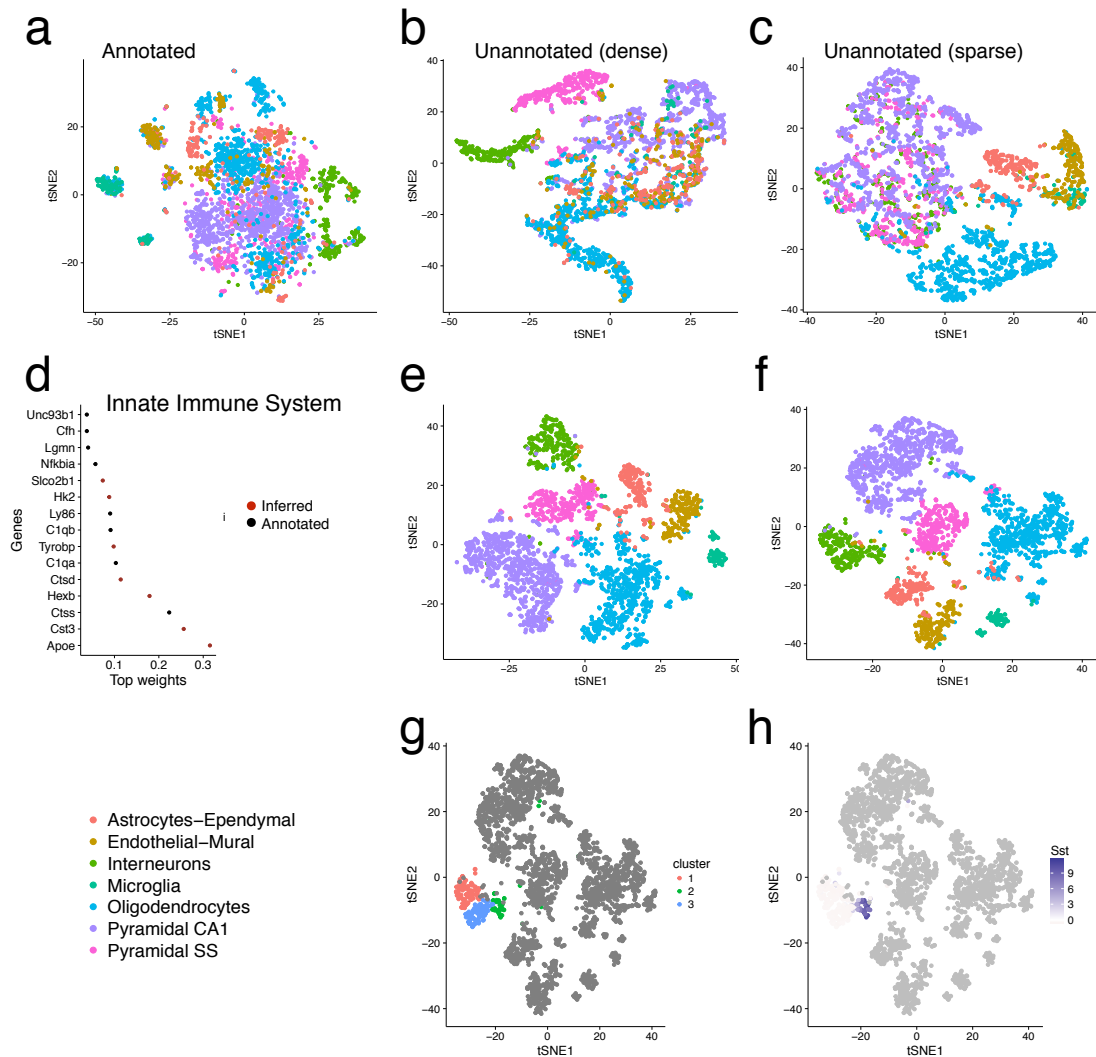 a
Annotated
40
20
0
−20
tSNE2
−50
−25
0
25
tSNE1
b
Unannotated (dense)
40
20
0
−20
−40
tSNE2
−50
−25
0
25
tSNE1
c
Unannotated (sparse)
40
20
0
−20
−40
tSNE2
−40
−20
0
20
40
tSNE1
d
Innate Immune System
Unc93b1
Cfh
Lgmn
Nfkbia
Slco2b1
Hk2
Ly86
C1qb
Tyrobp
C1qa
Ctsd
Hexb
Ctss
Cst3
Apoe
Genes
0.1
0.2
0.3
Top weights
i
Inferred
Annotated
e
40
20
0
−20
tSNE2
−25
0
25
50
tSNE1
f
40
20
0
−20
−40
tSNE2
−20
0
20
40
tSNE1
Astrocytes−Ependymal
Endothelial−Mural
Interneurons
Microglia
Oligodendrocytes
Pyramidal CA1
Pyramidal SS
g
40
20
0
−20
−40
tSNE2
−40
−20
0
20
40
tSNE1
cluster
1
2
3
h
40
20
0
−20
−40
tSNE2
−40
−20
0
20
40
tSNE1
Sst
9
6
3
0